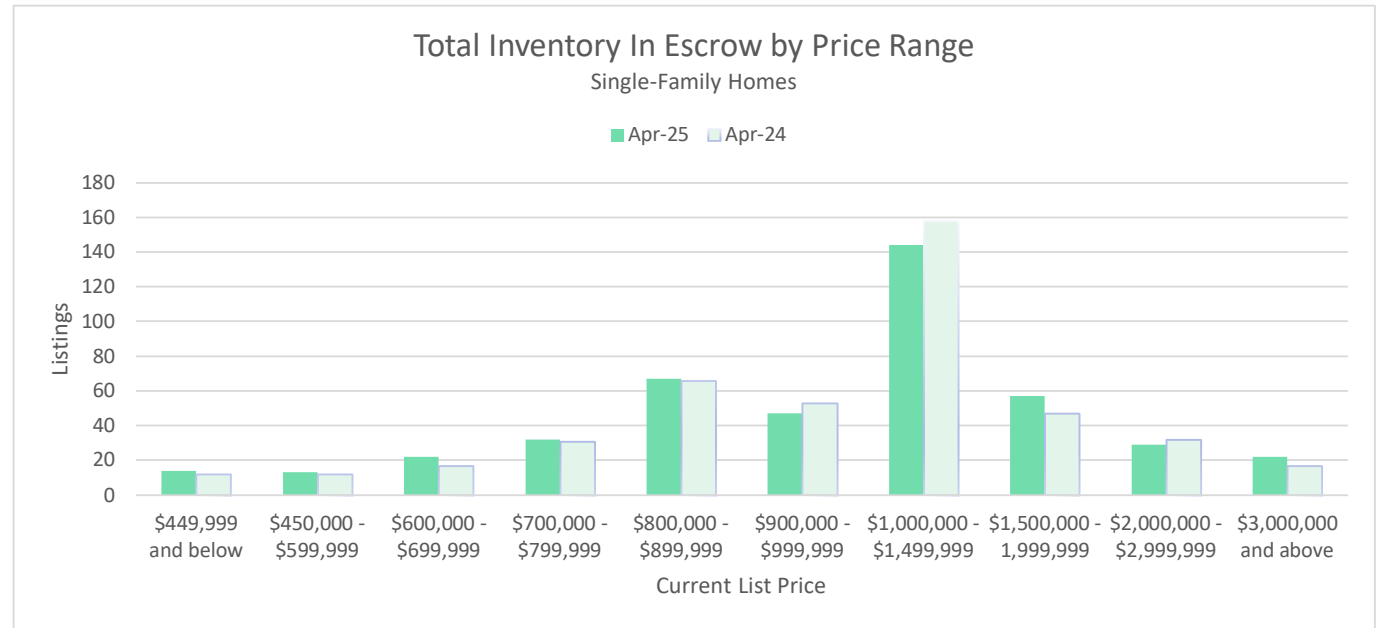 Total Inventory In Escrow by Price Range
Single-Family Homes
Apr-25 Apr-24
180
160
140
120
100
80
60
40
20
0
Listings
$449,999 and below
$450,000 - $599,999
$600,000 - $699,999
$700,000 - $799,999
$800,000 - $899,999
$900,000 - $999,999
$1,000,000 - $1,499,999
$1,500,000 - 1,999,999
$2,000,000 - $2,999,999
$3,000,000 and above
Current List Price